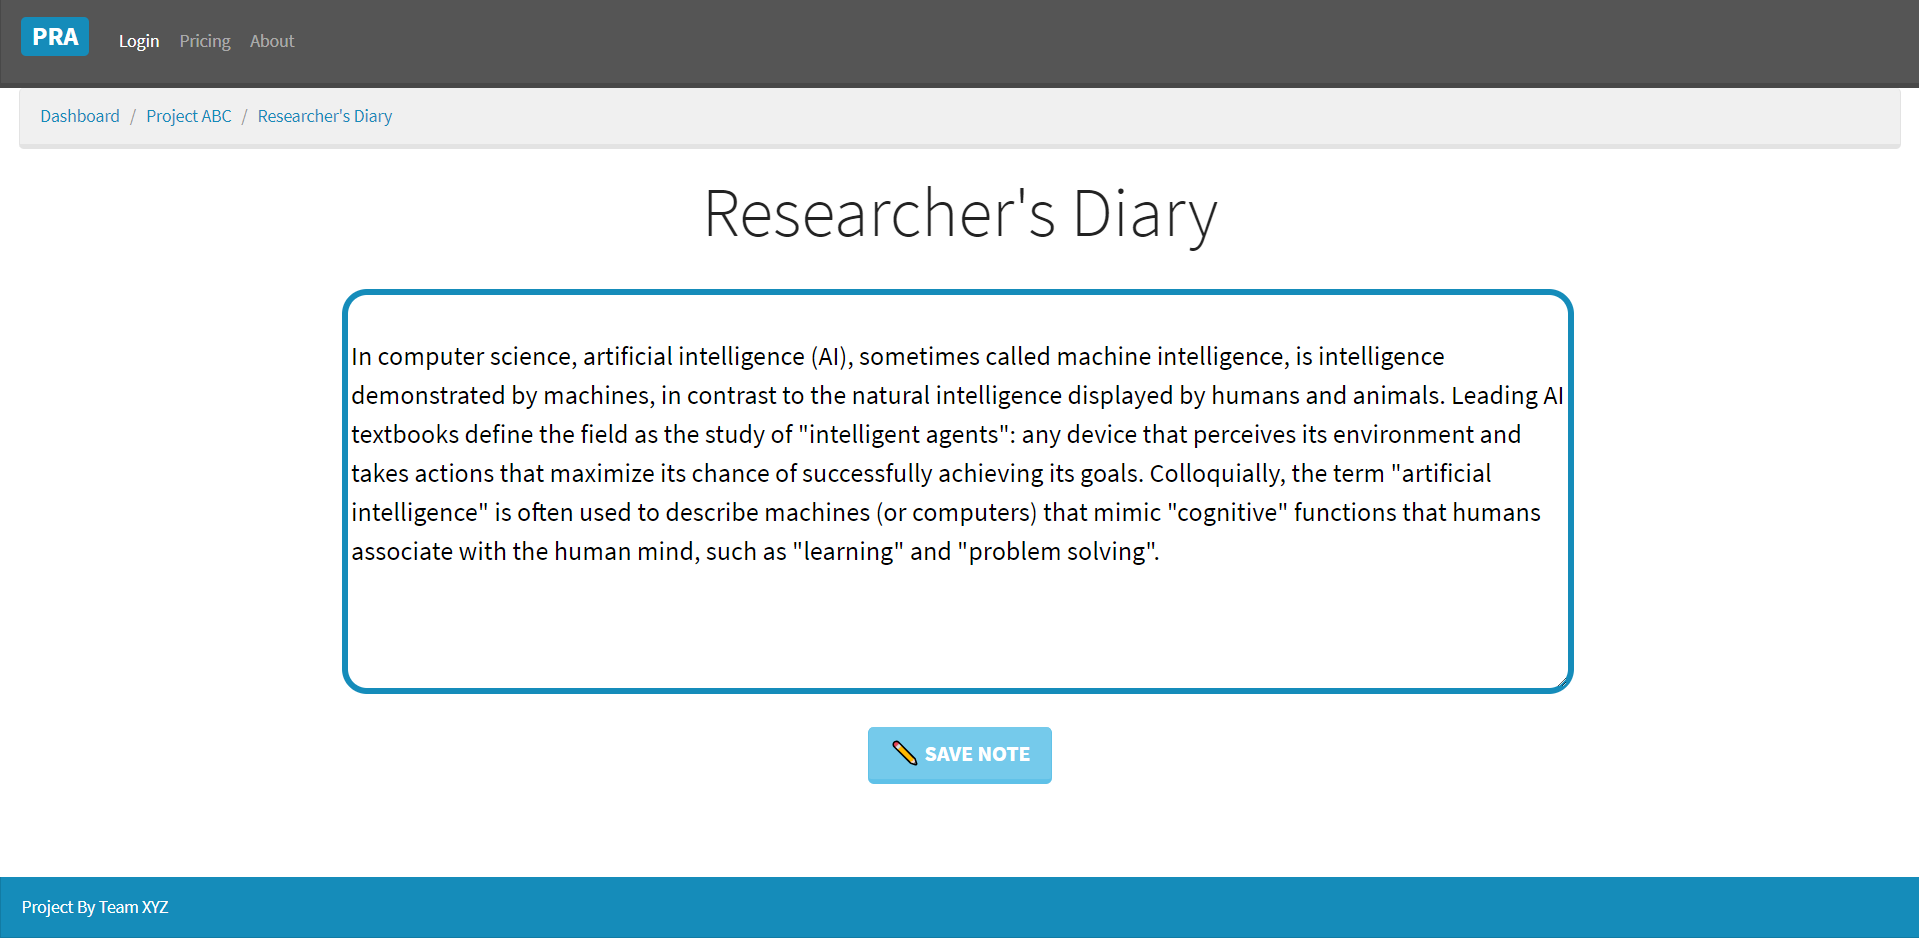 PRA Login Pricing About
Dashboard / Project ABC / Researcher's Diary
Researcher's Diary
In computer science, artificial intelligence (AI), sometimes called machine intelligence, is intelligence
demonstrated by machines, in contrast to the natural intelligence displayed by humans and animals. Leading AI
textbooks define the field as the study of "intelligent agents": any device that perceives its environment and
takes actions that maximize its chance of successfully achieving its goals. Colloquially, the term "artificial
intelligence" is often used to describe machines (or computers) that mimic "cognitive" functions that humans
associate with the human mind, such as "learning" and "problem solving".
SAVE NOTE
Project By Team XYZ